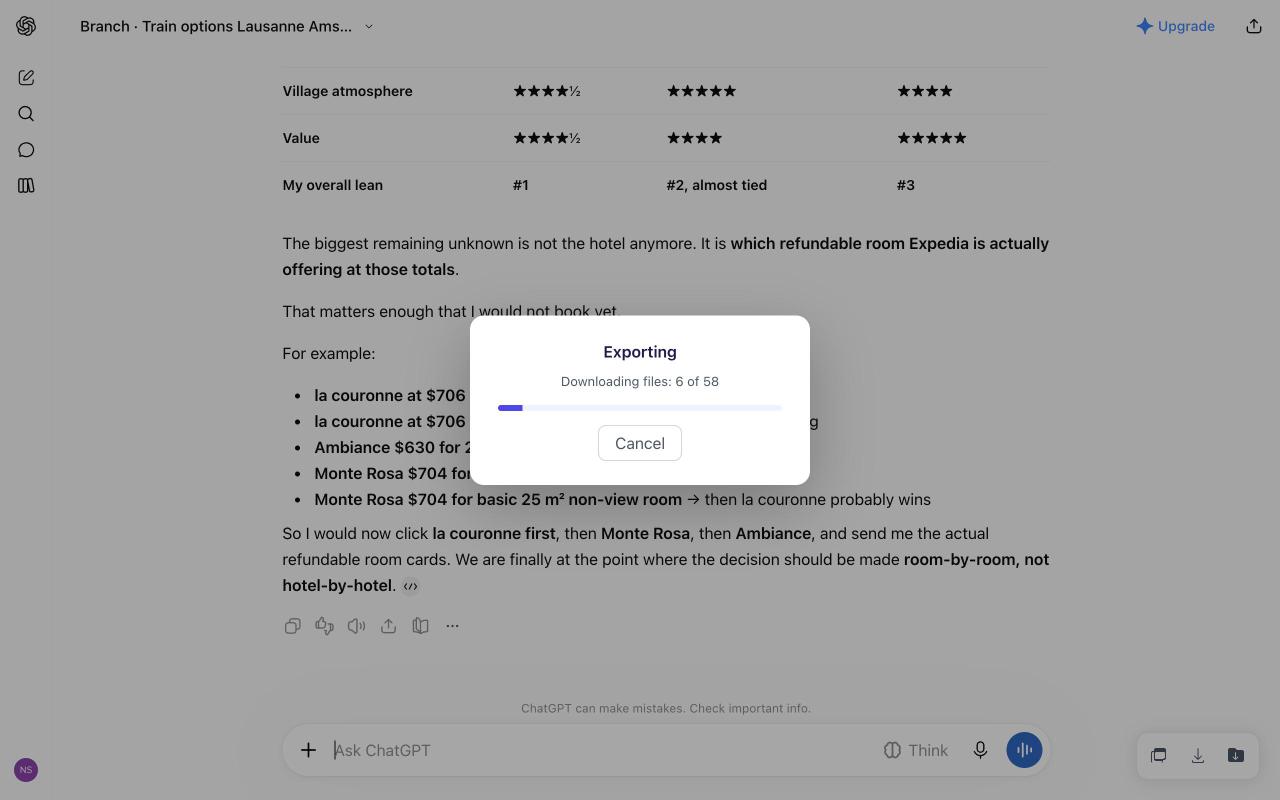 Branch · Train options Lausanne Ams...
Upgrade
Village atmosphere ★★★★½ ★★★★★ ★★★★
Value ★★★★½ ★★★★ ★★★★★
My overall lean #1 #2, almost tied #3
The biggest remaining unknown is not the hotel anymore. It is which refundable room Expedia is actually
offering at those totals.
That matters enough that I would not book yet.
For example:
Exporting
Downloading files: 6 of 58
Cancel
• la couronne at $706
• la couronne at $706 g
• Ambiance $630 for 2
• Monte Rosa $704 for
• Monte Rosa $704 for basic 25 m² non-view room → then la couronne probably wins
So I would now click la couronne first, then Monte Rosa, then Ambiance, and send me the actual
refundable room cards. We are finally at the point where the decision should be made room-by-room, not
hotel-by-hotel.
ChatGPT can make mistakes. Check important info.
Ask ChatGPT
Think
NS